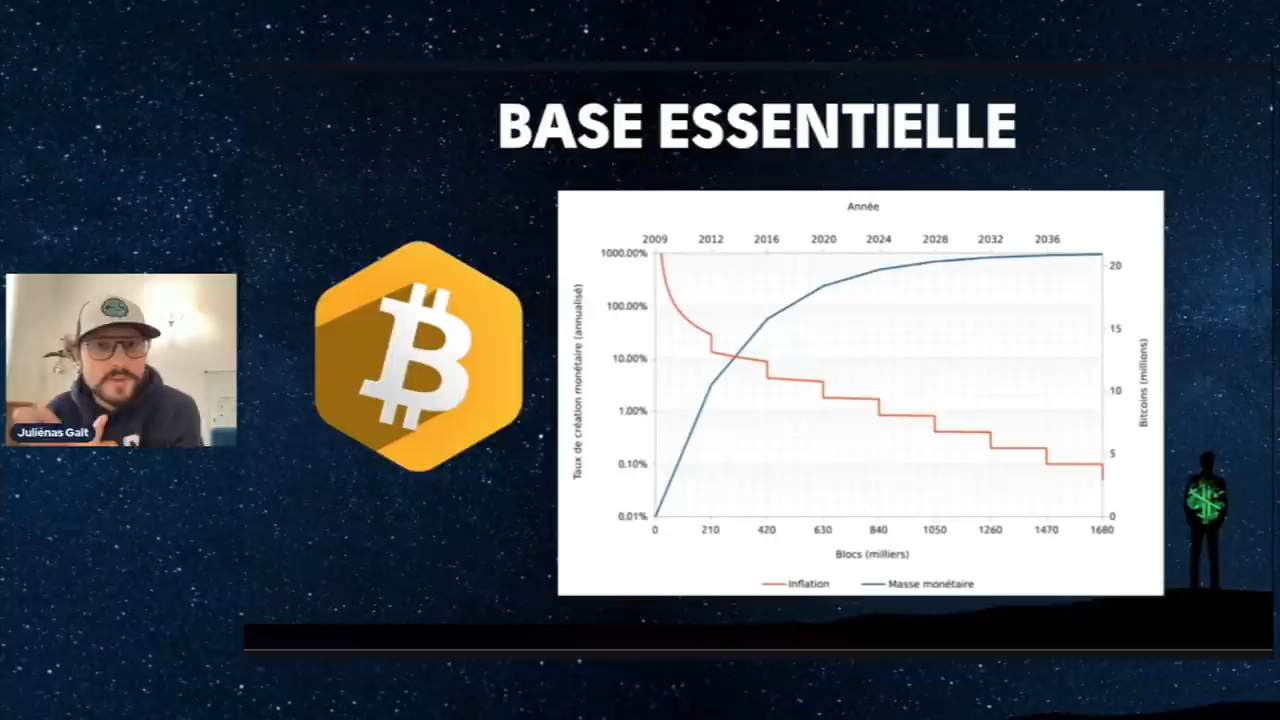 BASE ESSENTIELLE
Année
2009 2012 2016 2020 2024 2028 2032 2036
1000.00%
100.00%
10.00%
1.00%
0.10%
0.01%
Taux de création monétaire (annualisé)
20
15
10
5
0
Bitcoins (millions)
0 210 420 630 840 1050 1260 1470 1680
Blocs (milliers)
Inflation Masse monétaire
Juliénas Galt